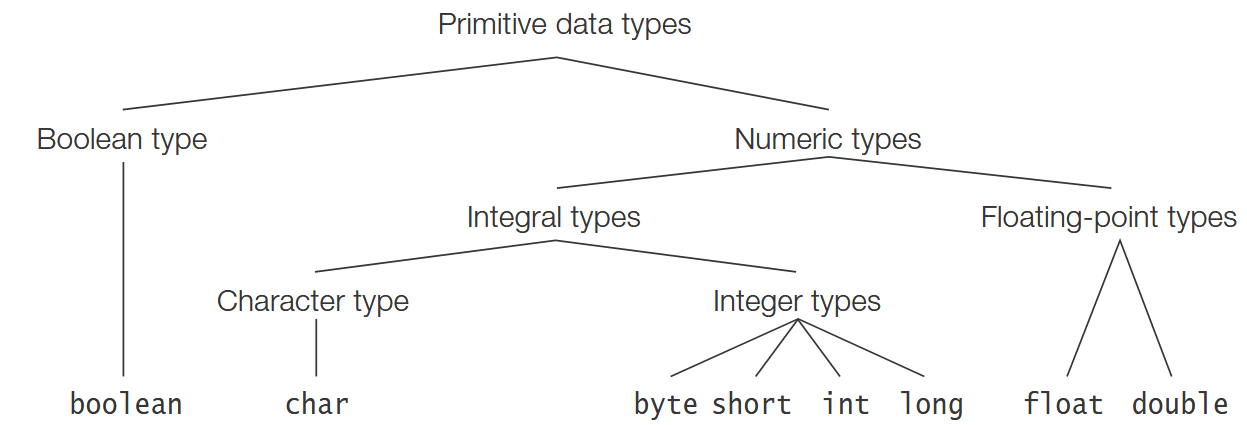 Primitive data types
Boolean type
Numeric types
Integral types
Floating-point types
Character type
Integer types
boolean
char
byte
short
int
long
float
double